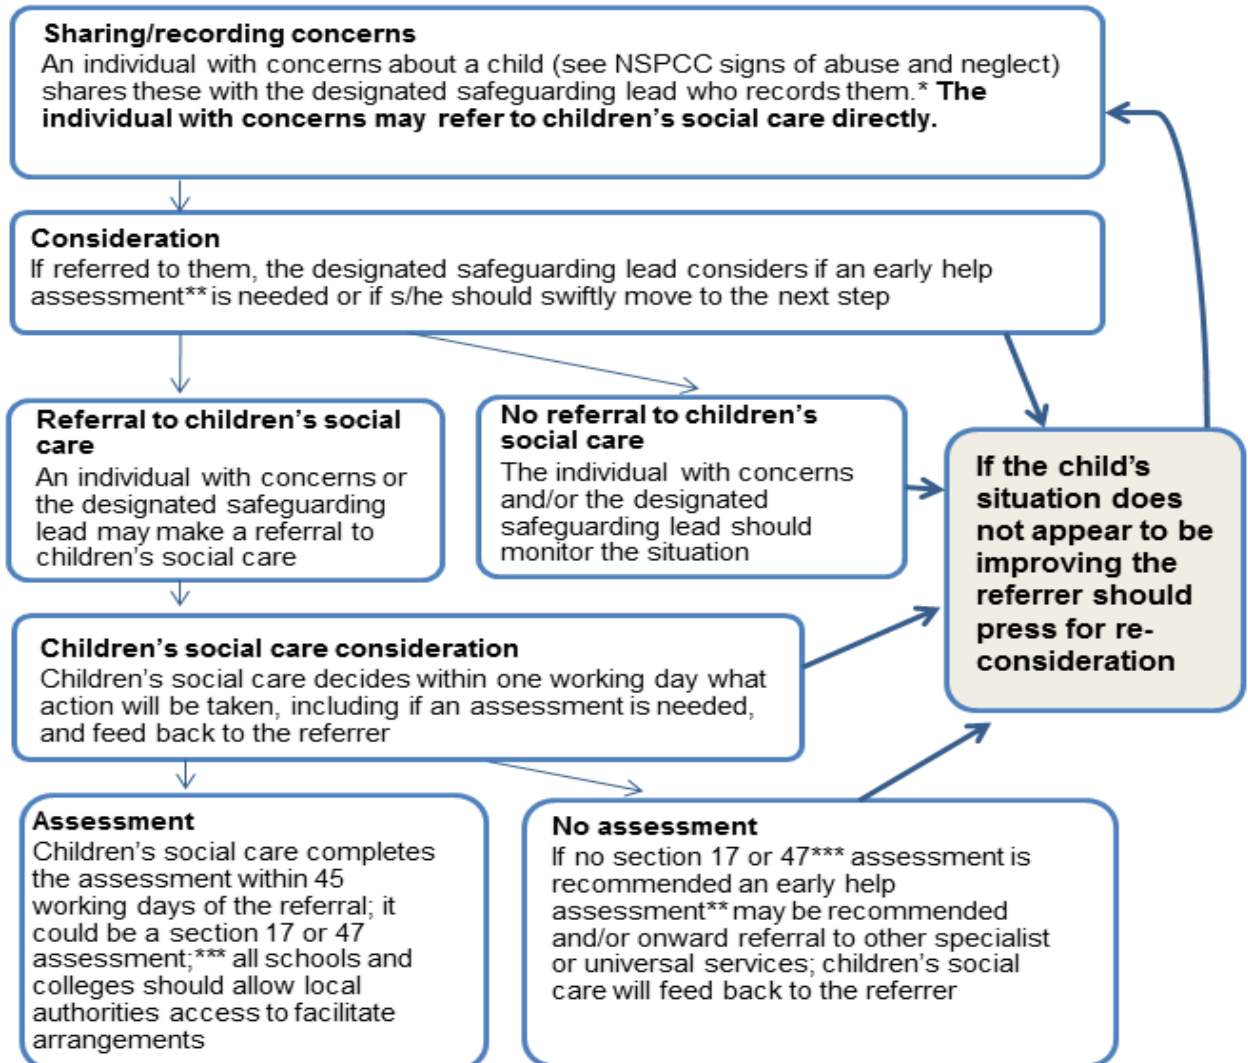 Sharing/recording concerns
An individual with concerns about a child (see NSPCC signs of abuse and neglect)
shares these with the designated safeguarding lead who records them.* The
individual with concerns may refer to children's social care directly.
Consideration
If referred to them, the designated safeguarding lead considers if an early help
assessment** is needed or if s/he should swiftly move to the next step
Referral to children's social
care
An individual with concerns or
the designated safeguarding
lead may make a referral to
children's social care
No referral to children's
social care
The individual with concerns
and/or the designated
safeguarding lead should
monitor the situation
If the child's
situation does
not appear to be
improving the
referrer should
press for re-
consideration
Children's social care consideration
Children's social care decides within one working day what
action will be taken, including if an assessment is needed,
and feed back to the referrer
Assessment
Children's social care completes
the assessment within 45
working days of the referral; it
could be a section 17 or 47
assessment;*** all schools and
colleges should allow local
authorities access to facilitate
arrangements
No assessment
If no section 17 or 47*** assessment is
recommended an early help
assessment** may be recommended
and/or onward referral to other specialist
or universal services; children's social
care will feed back to the referrer